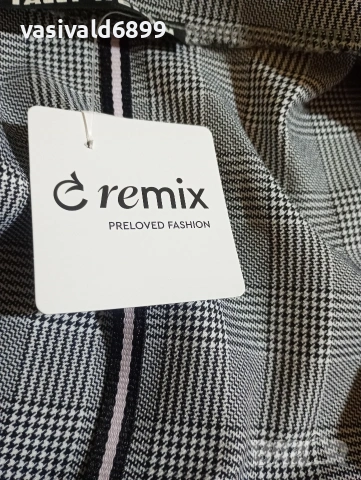 vasivald6899
remix
PRELOVED FASHION